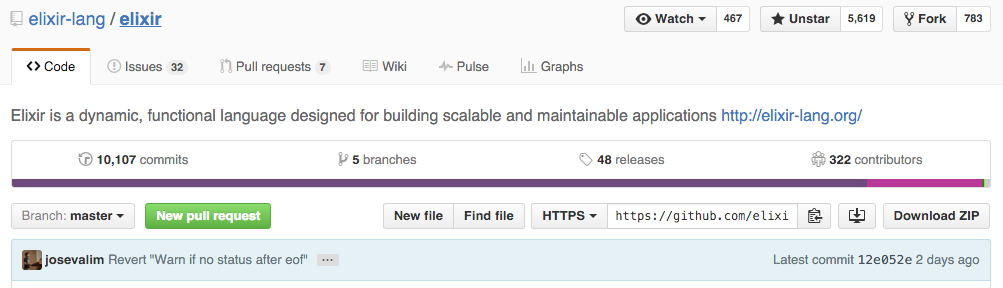 elixir-lang / elixir
Watch 467 Unstar 5,619 Fork 783
Code Issues 32 Pull requests 7 Wiki Pulse Graphs
Elixir is a dynamic, functional language designed for building scalable and maintainable applications http://elixir-lang.org/
10,107 commits 5 branches 48 releases 322 contributors
Branch: master New pull request New file Find file HTTPS https://github.com/elixi Download ZIP
josevalim Revert "Warn if no status after eof" ... Latest commit 12e052e 2 days ago